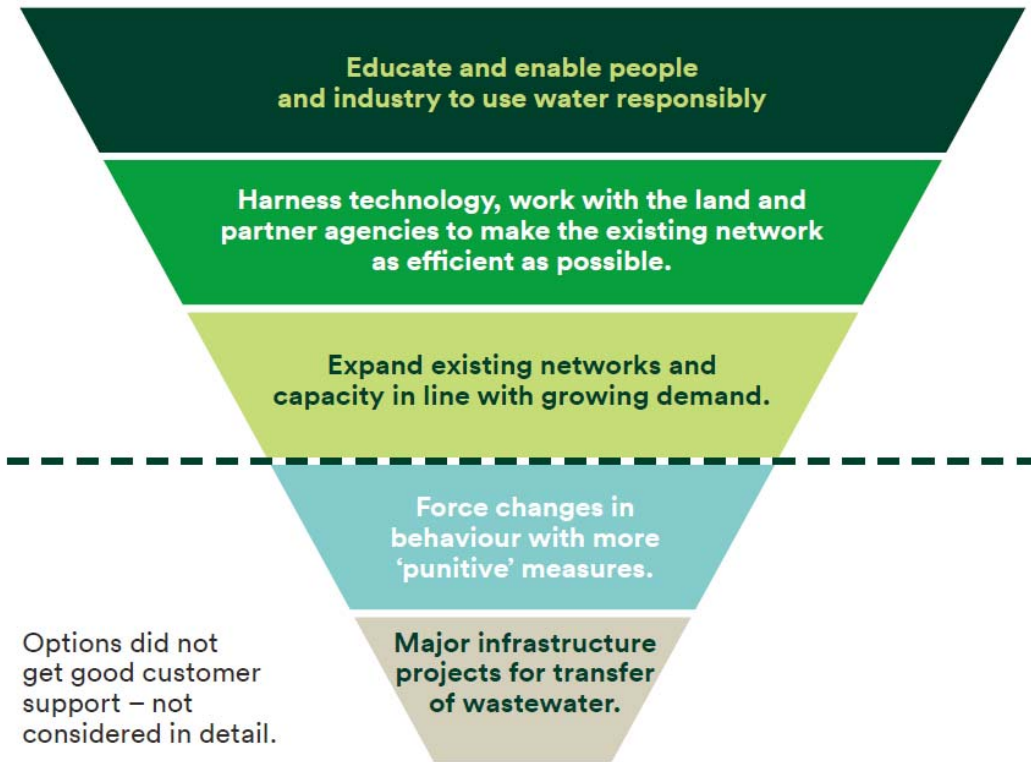 Educate and enable people
and industry to use water responsibly
Harness technology, work with the land and
partner agencies to make the existing network
as efficient as possible.
Expand existing networks and
capacity in line with growing demand.
Force changes in
behaviour with more
‘punitive’ measures.
Major infrastructure
projects for transfer
of wastewater.
Options did not
get good customer
support – not
considered in detail.